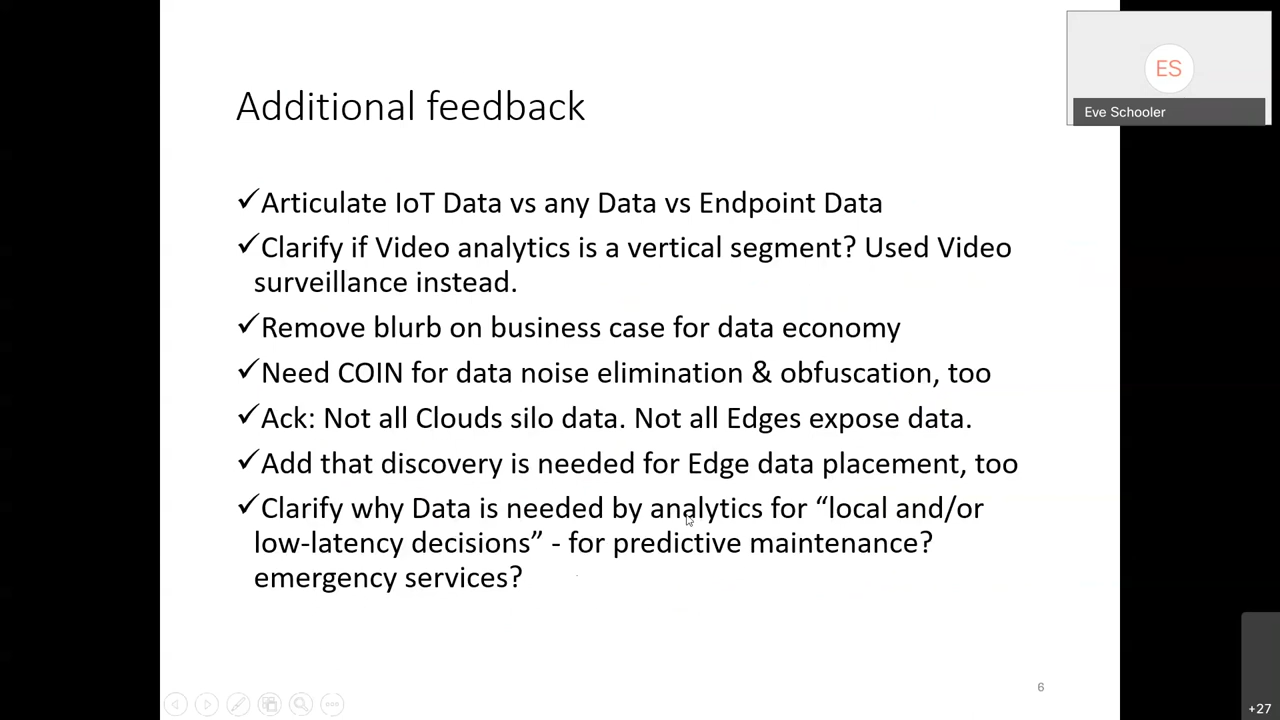 Additional feedback
✓Articulate IoT Data vs any Data vs Endpoint Data
✓Clarify if Video analytics is a vertical segment? Used Video
surveillance instead.
✓Remove blurb on business case for data economy
✓Need COIN for data noise elimination & obfuscation, too
✓Ack: Not all Clouds silo data. Not all Edges expose data.
✓Add that discovery is needed for Edge data placement, too
✓Clarify why Data is needed by analytics for “local and/or
low-latency decisions” - for predictive maintenance?
emergency services?
6
ES
Eve Schooler
+27